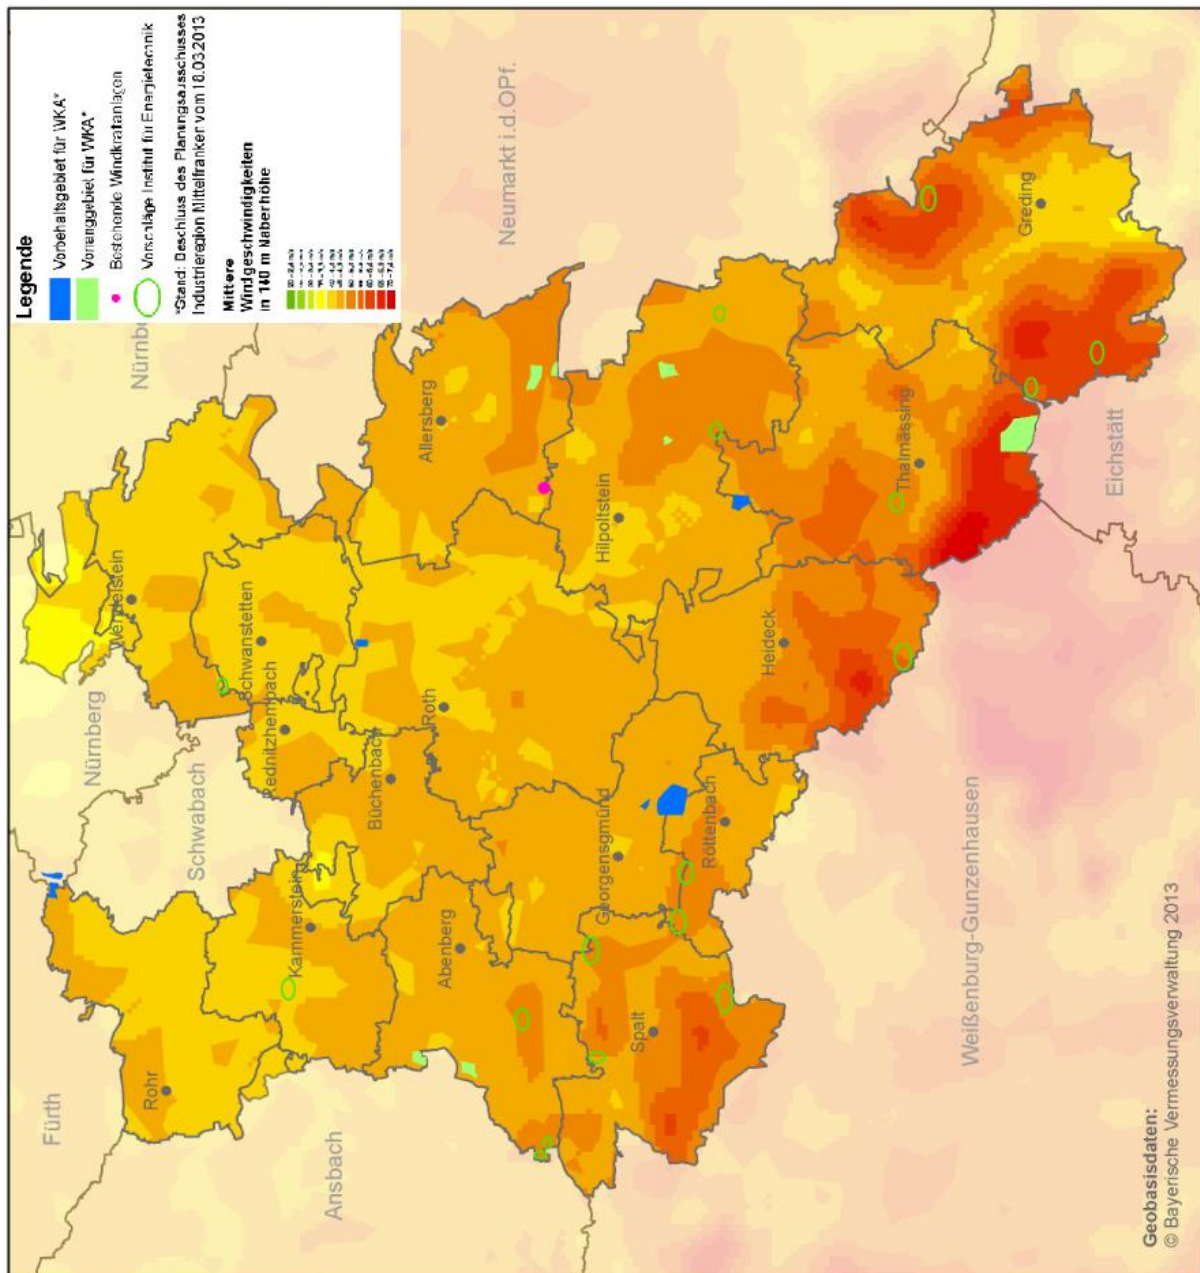 Legende
Vorbehaltsgebiet für WKA*
Vorranggebiet für WKA*
Bestehende Windkraftanlagen
Vorschläge Institut für Energietechnik
*Stand: Beschluss des Planungsausschusses
Industrieregion Mittelfranken vom 18.03.2013
Mittlere
Windgeschwindigkeiten
in 140 m Nabenhöhe
Fürth
Nürnberg
Schwabach
Ansbach
Neumarkt i.d.OPf.
Eichstätt
Weißenburg-Gunzenhausen
Rohr
Kammerstein
Wendelstein
Schwanstetten
Rednitzhembach
Büchenbach
Roth
Abenberg
Allersberg
Georgensgmünd
Hilpoltstein
Spalt
Röttenbach
Heideck
Thalmässing
Greding
Geobasisdaten:
© Bayerische Vermessungsverwaltung 2013